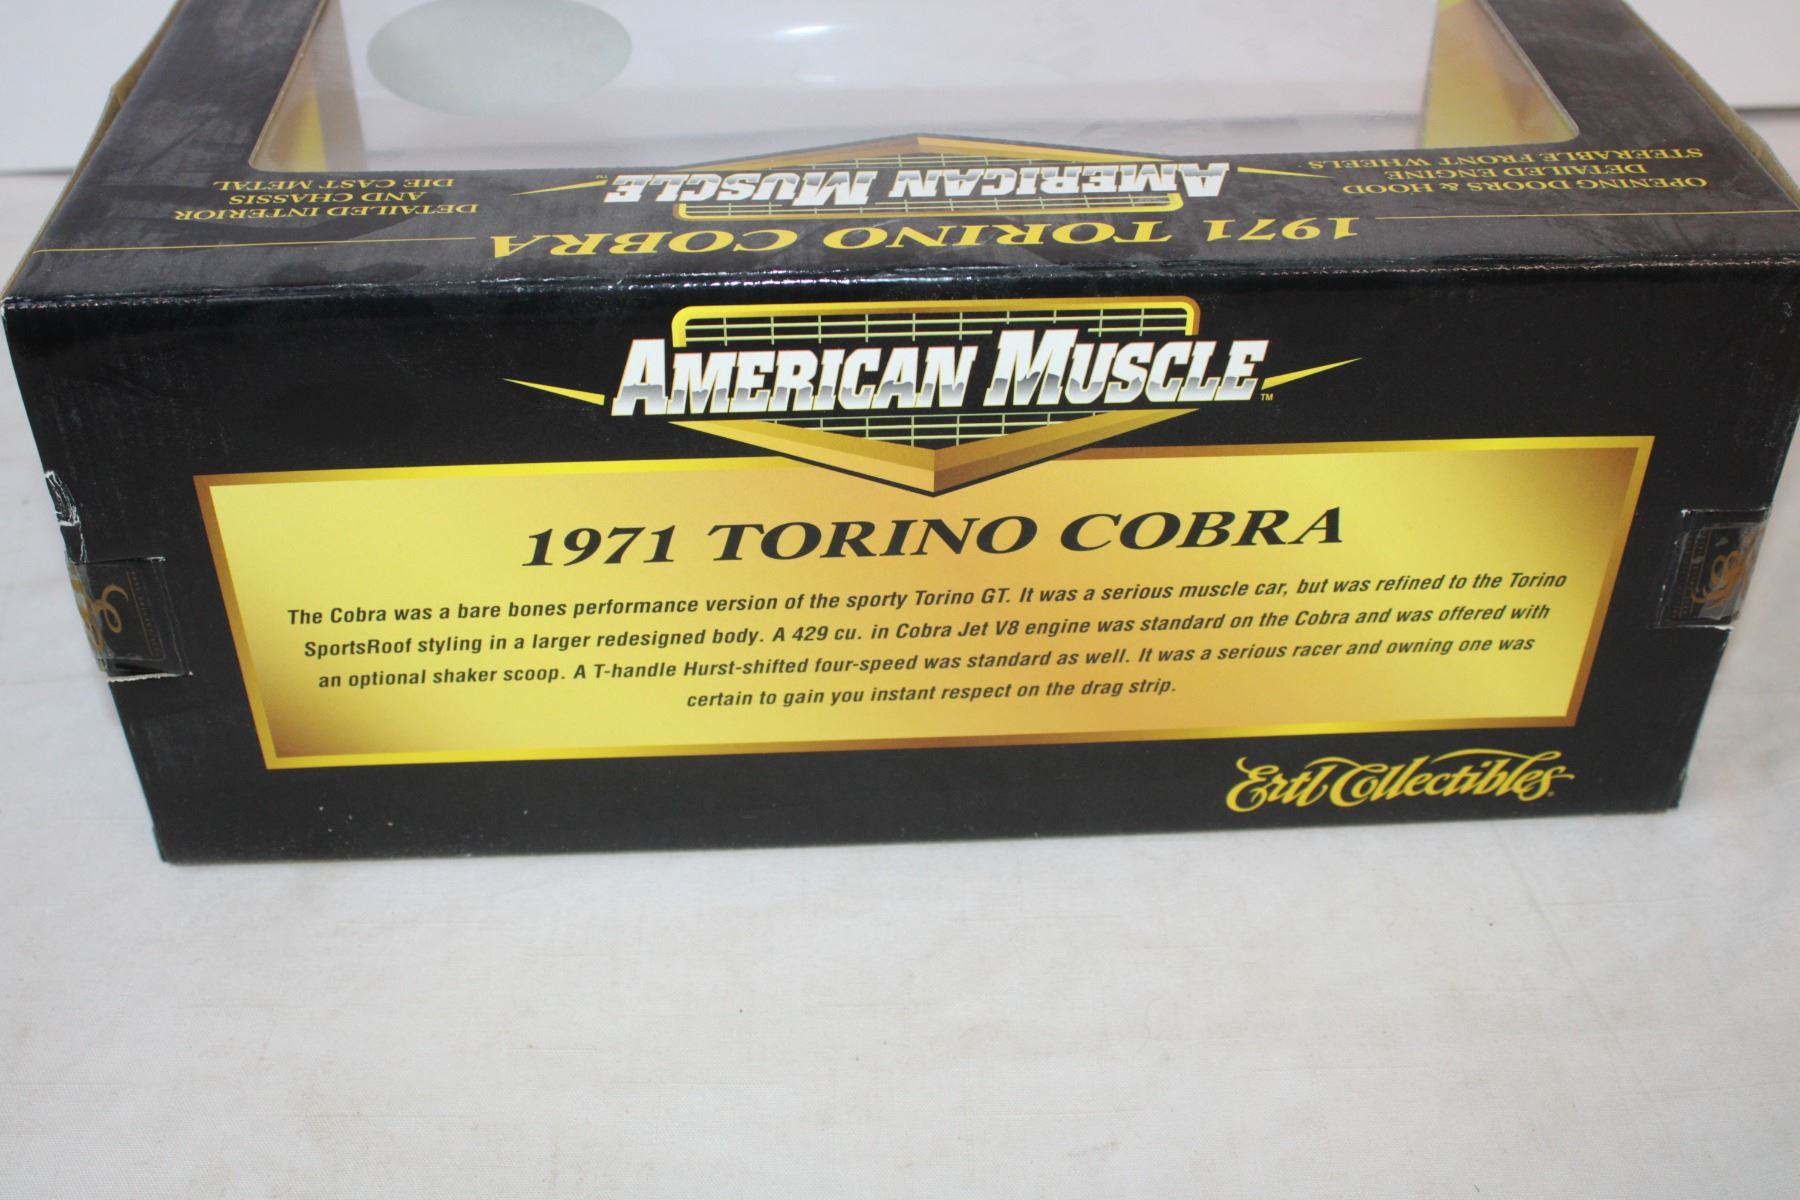 DETAILED INTERIOR
AND CHASSIS
DIE CAST METAL
AMERICAN MUSCLE™
OPENING DOORS & HOOD
DETAILED ENGINE
STEERABLE FRONT WHEELS
1971 TORINO COBRA
AMERICAN MUSCLE™
1971 TORINO COBRA
The Cobra was a bare bones performance version of the sporty Torino GT. It was a serious muscle car, but was refined to the Torino
SportsRoof styling in a larger redesigned body. A 429 cu. in Cobra Jet V8 engine was standard on the Cobra and was offered with
an optional shaker scoop. A T-handle Hurst-shifted four-speed was standard as well. It was a serious racer and owning one was
certain to gain you instant respect on the drag strip.
Ertl Collectibles®